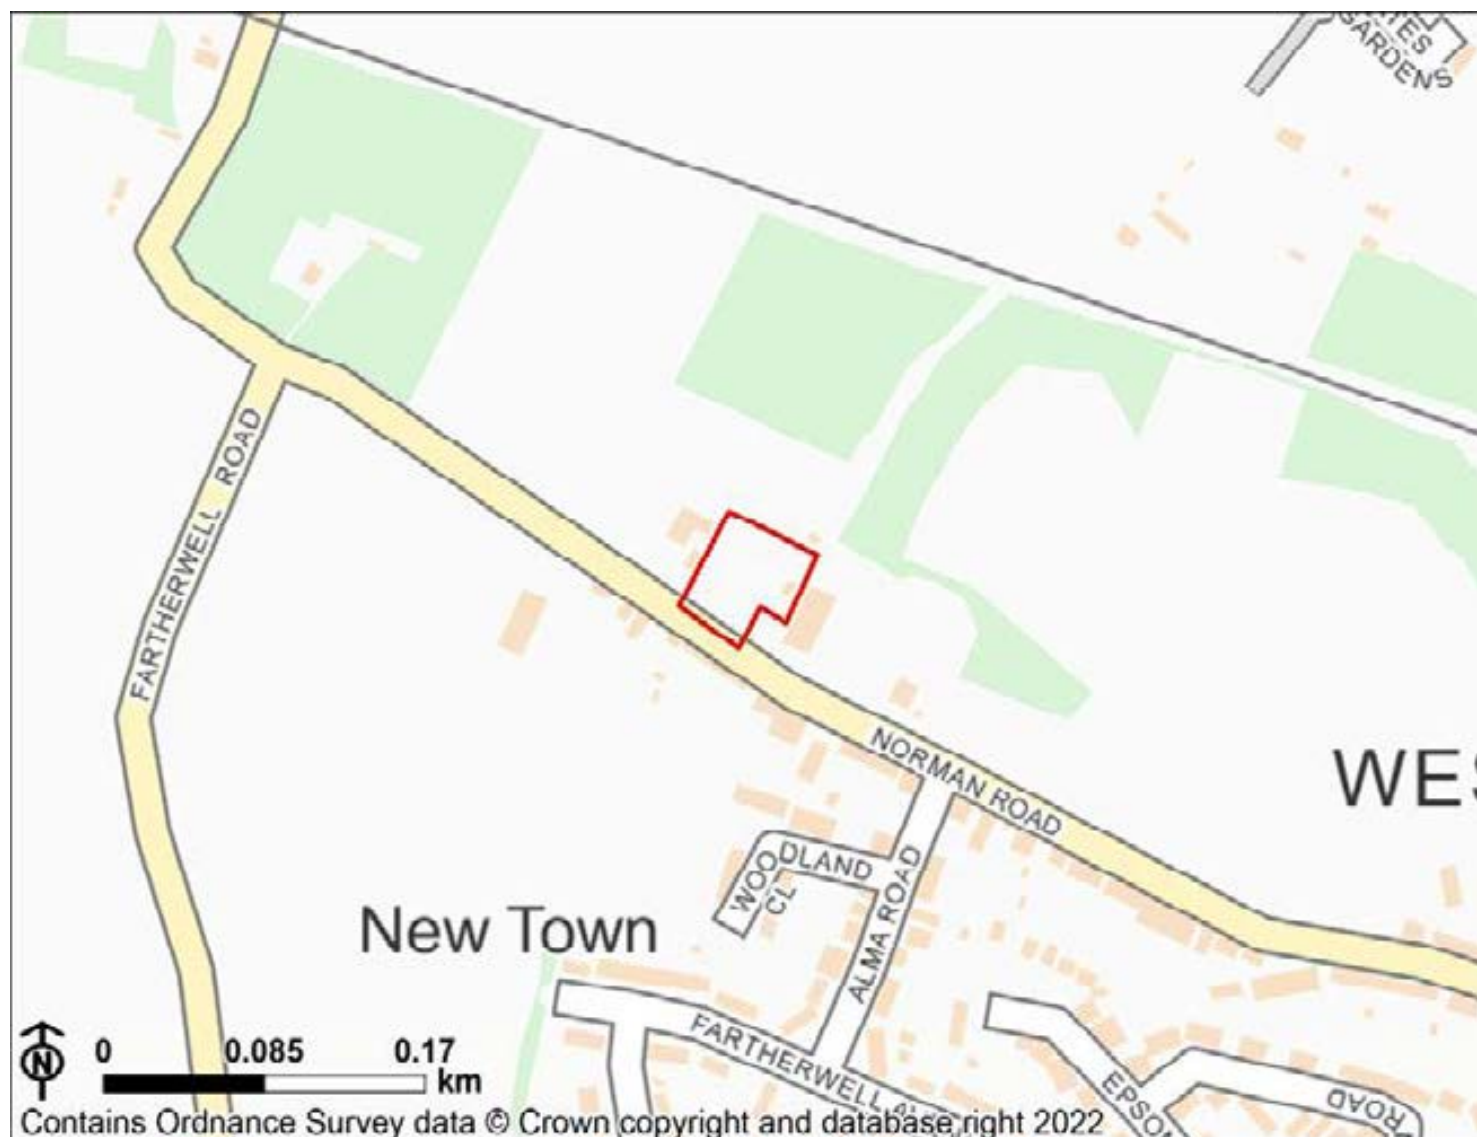 GARDENS
FARTHERWELL ROAD
NORMAN ROAD
WES
WOODLAND
CL
ALMA ROAD
New Town
FARTHERWELL
EPSOM
ROAD
N
0 0.085 0.17
km
Contains Ordnance Survey data © Crown copyright and database right 2022